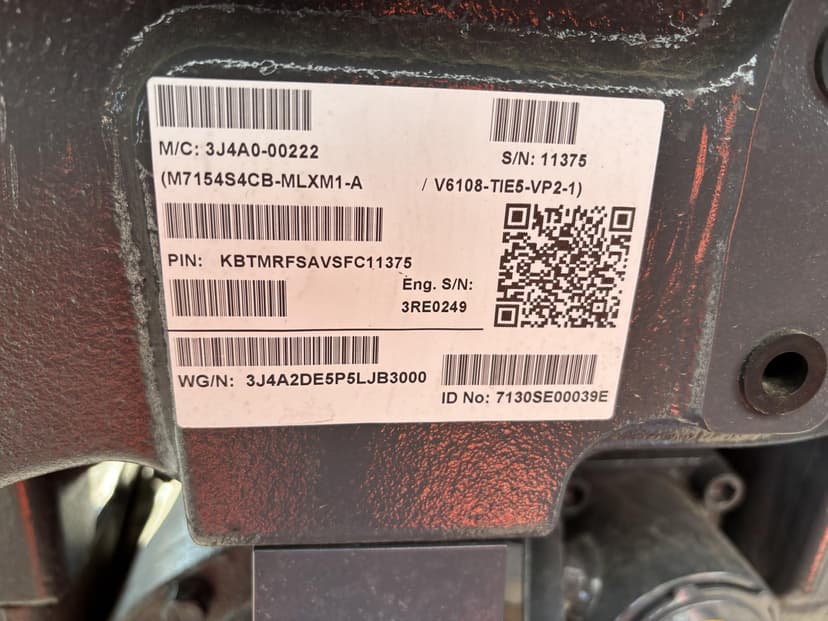 M/C: 3J4A0-00222
S/N: 11375
(M7154S4CB-MLXM1-A / V6108-TIE5-VP2-1)
PIN: KBTMRFSAVSFC11375
Eng. S/N:
3RE0249
WG/N: 3J4A2DE5P5LJB3000
ID No: 7130SE00039E